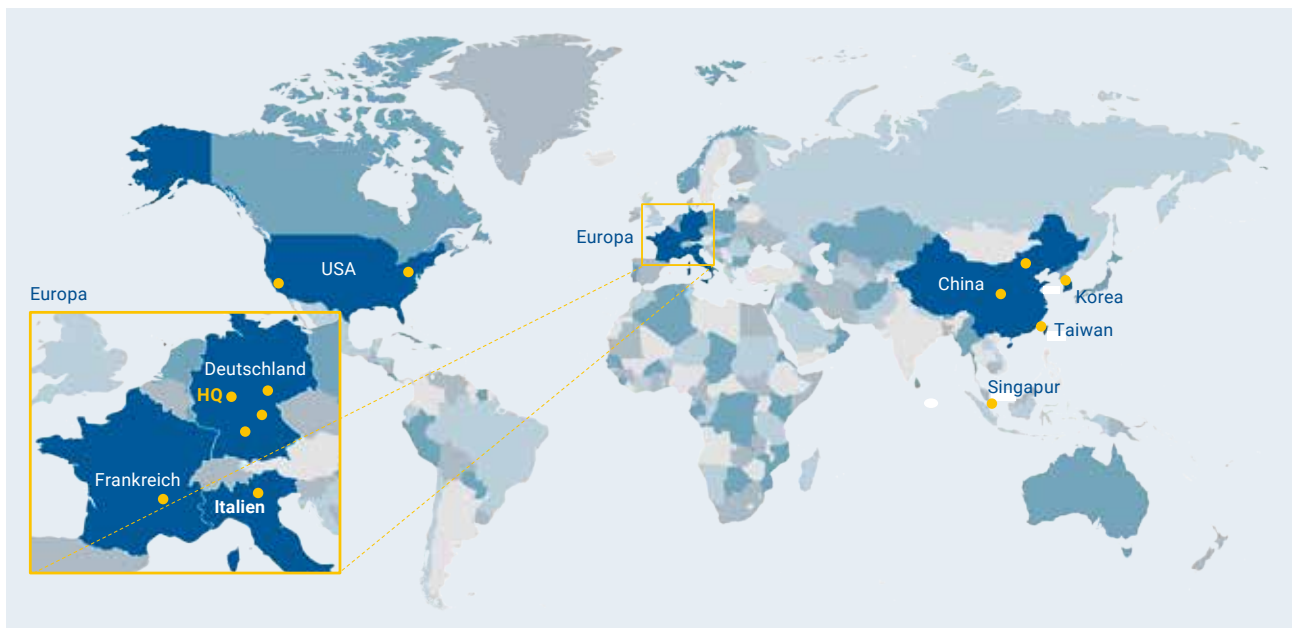 Europa
USA
China
Korea
Taiwan
Singapur
Europa
Deutschland
HQ
Frankreich
Italien